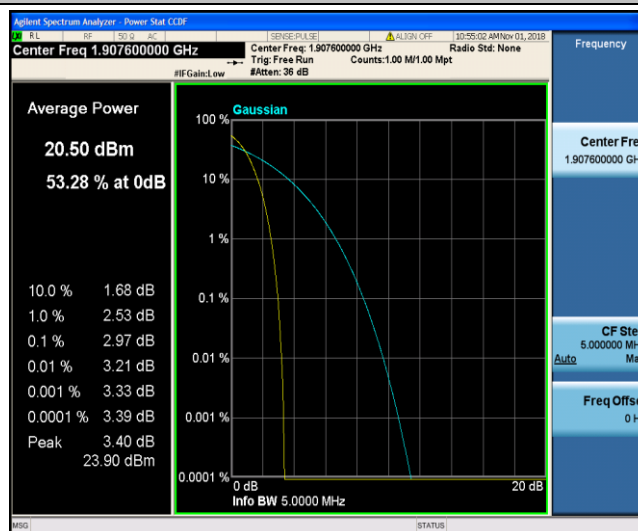 Agilent Spectrum Analyzer - Power Stat CCDF
RL RF 50 Ω AC SENSE:PULSE ALIGN OFF 10:55:02 AM Nov 01, 2018
Center Freq 1.907600000 GHz
Center Freq: 1.907600000 GHz Radio Std: None
Trig: Free Run Counts:1.00 M/1.00 Mpt
#IFGain:Low #Atten: 36 dB
Frequency
Average Power
20.50 dBm
53.28 % at 0dB
10.0 % 1.68 dB
1.0 % 2.53 dB
0.1 % 2.97 dB
0.01 % 3.21 dB
0.001 % 3.33 dB
0.0001 % 3.39 dB
Peak 3.40 dB
23.90 dBm
Gaussian
100 %
10 %
1 %
0.1 %
0.01 %
0.001 %
0.0001 %
0 dB 20 dB
Info BW 5.0000 MHz
Center Fre
1.907600000 GH
CF Ste
5.000000 MH
Auto Ma
Freq Offse
0 H
MSG STATUS